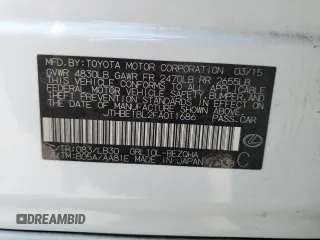 MFD. BY: TOYOTA MOTOR CORPORATION 03/15
GVWR 4830LB GAWR FR 2470LB RR 2655LB
THIS VEHICLE CONFORMS TO ALL APPLICABLE
FEDERAL MOTOR VEHICLE SAFETY, BUMPER,
AND THEFT PREVENTION STANDARDS IN EFFECT
ON THE DATE OF MANUFACTURE SHOWN ABOVE.
JTHBE1BL2FA011686 PASS.CAR
C/TR:083/LB30 GRL10L-BEZQHA
A/TM:B05A/AA81E MADE IN JAPAN C
AUTOBIDCAR